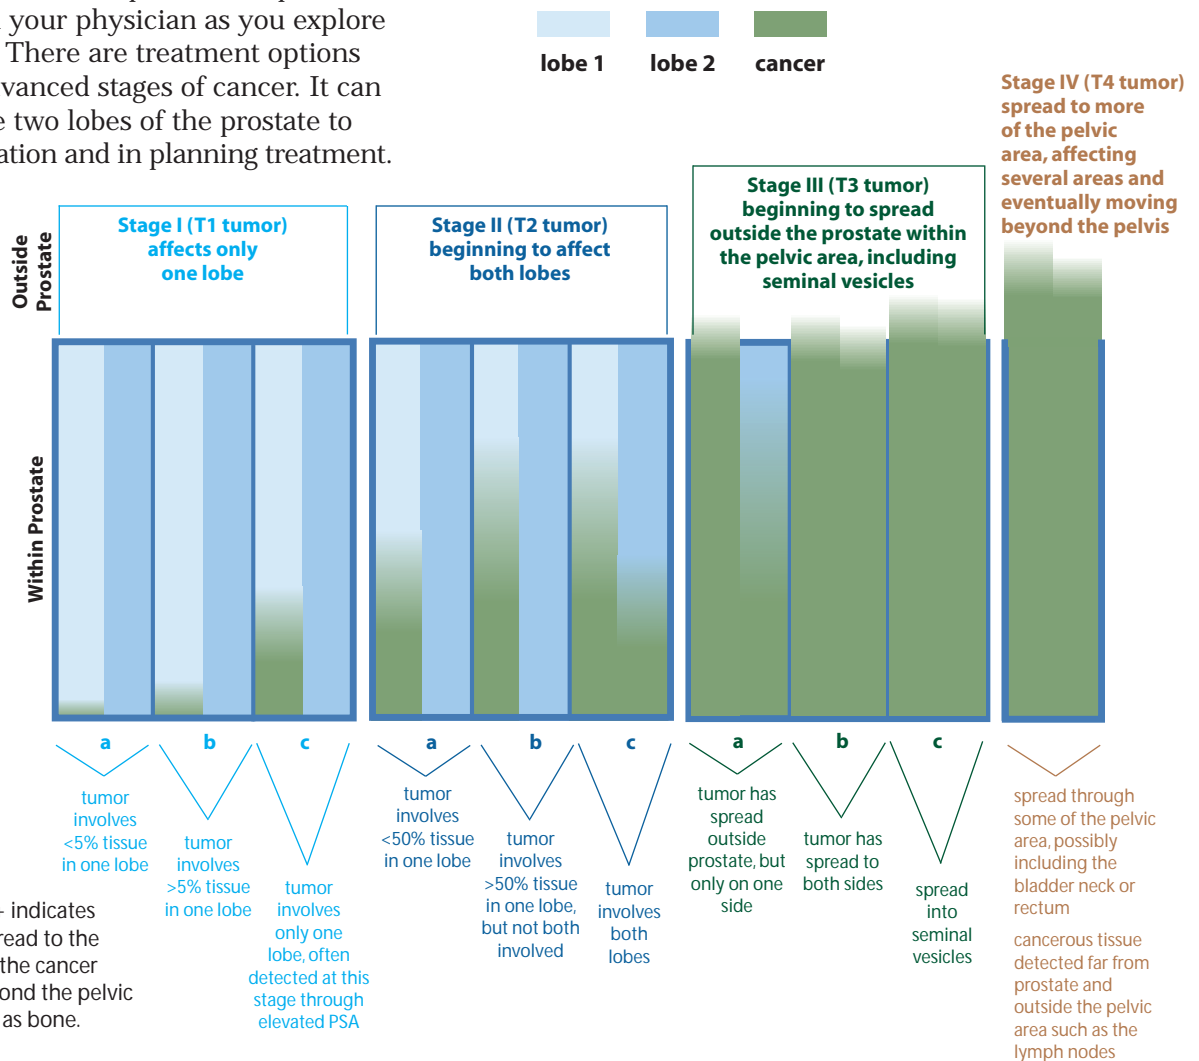 your physician as you explore
There are treatment options
vanced stages of cancer. It can
two lobes of the prostate to
ation and in planning treatment.
lobe 1
lobe 2
cancer
Stage IV (T4 tumor)
spread to more
of the pelvic
area, affecting
several areas and
eventually moving
beyond the pelvis
Stage I (T1 tumor)
affects only
one lobe
Stage II (T2 tumor)
beginning to affect
both lobes
Stage III (T3 tumor)
beginning to spread
outside the prostate within
the pelvic area, including
seminal vesicles
Outside
Prostate
Within Prostate
a
b
c
a
b
c
a
b
c
tumor
involves
<5% tissue
in one lobe
tumor
involves
>5% tissue
in one lobe
tumor
involves
only one
lobe, often
detected at this
stage through
elevated PSA
tumor
involves
<50% tissue
in one lobe
tumor
involves
>50% tissue
in one lobe,
but not both
involved
tumor
involves
both
lobes
tumor has
spread
outside
prostate, but
only on one
side
tumor has
spread to
both sides
spread
into
seminal
vesicles
spread through
some of the pelvic
area, possibly
including the
bladder neck or
rectum
cancerous tissue
detected far from
prostate and
outside the pelvic
area such as the
lymph nodes
- indicates
read to the
the cancer
ond the pelvic
as bone.